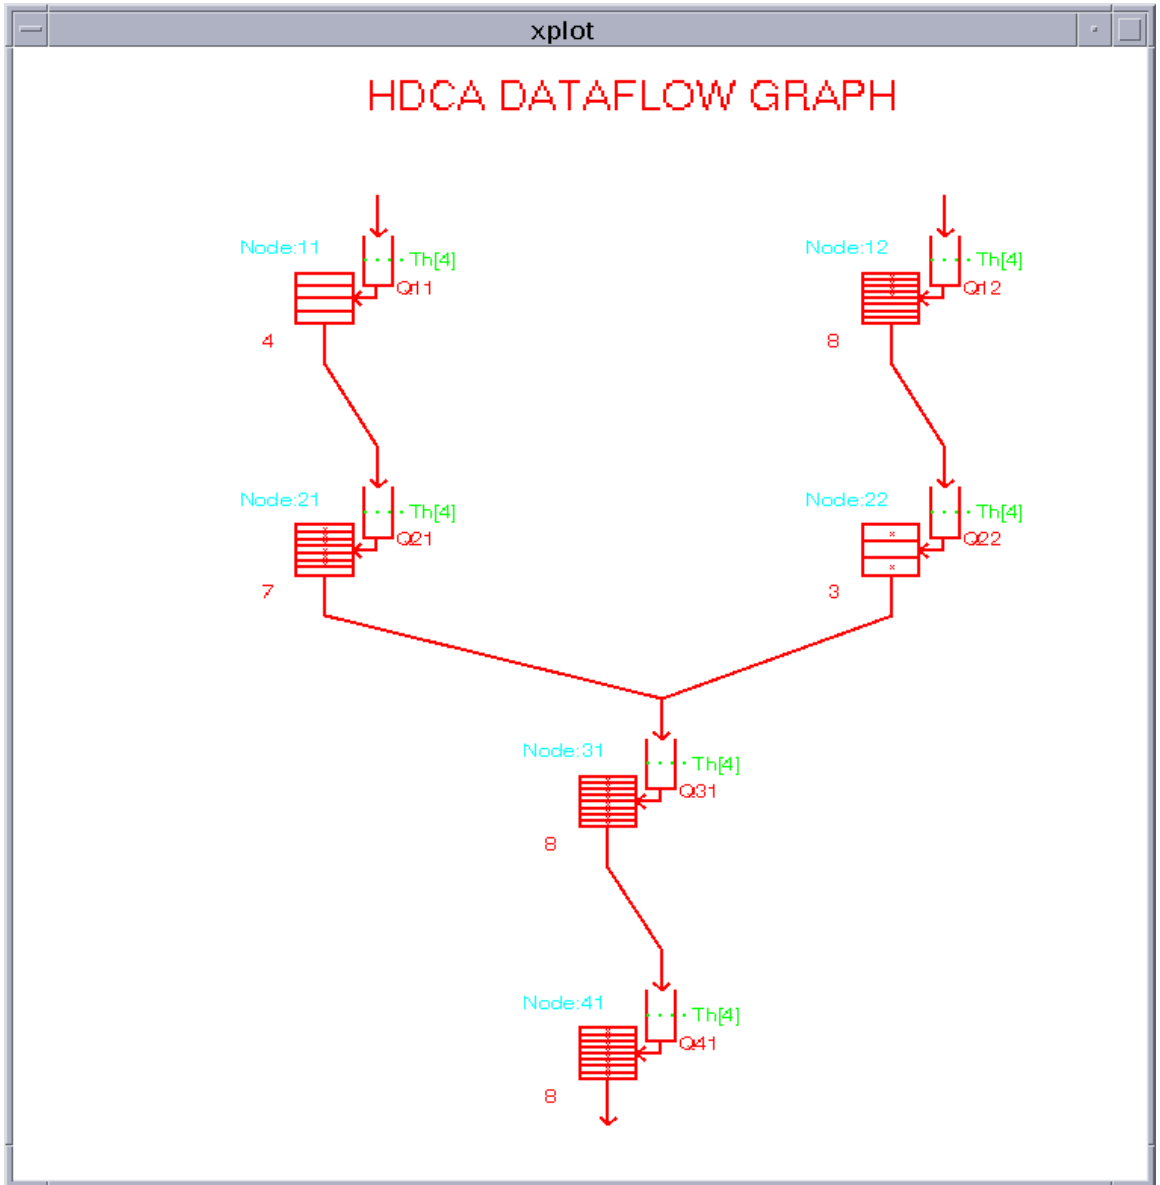 xplot
HDCA DATAFLOW GRAPH
Node:11
Th[4]
Q11
4
Node:12
Th[4]
Q12
8
Node:21
Th[4]
Q21
7
Node:22
Th[4]
Q22
3
Node:31
Th[4]
Q31
8
Node:41
Th[4]
Q41
8